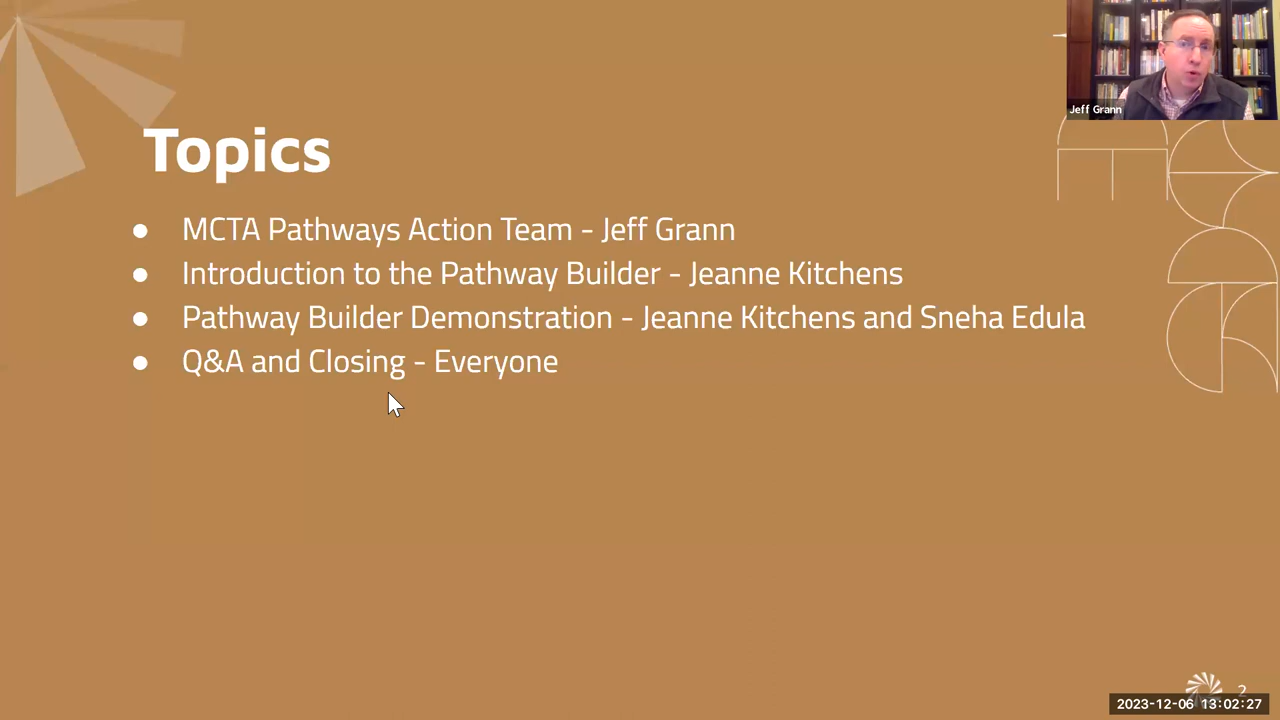 Jeff Grann
Topics
● MCTA Pathways Action Team - Jeff Grann
● Introduction to the Pathway Builder - Jeanne Kitchens
● Pathway Builder Demonstration - Jeanne Kitchens and Sneha Edula
● Q&A and Closing - Everyone
2
2023-12-06 13:02:27